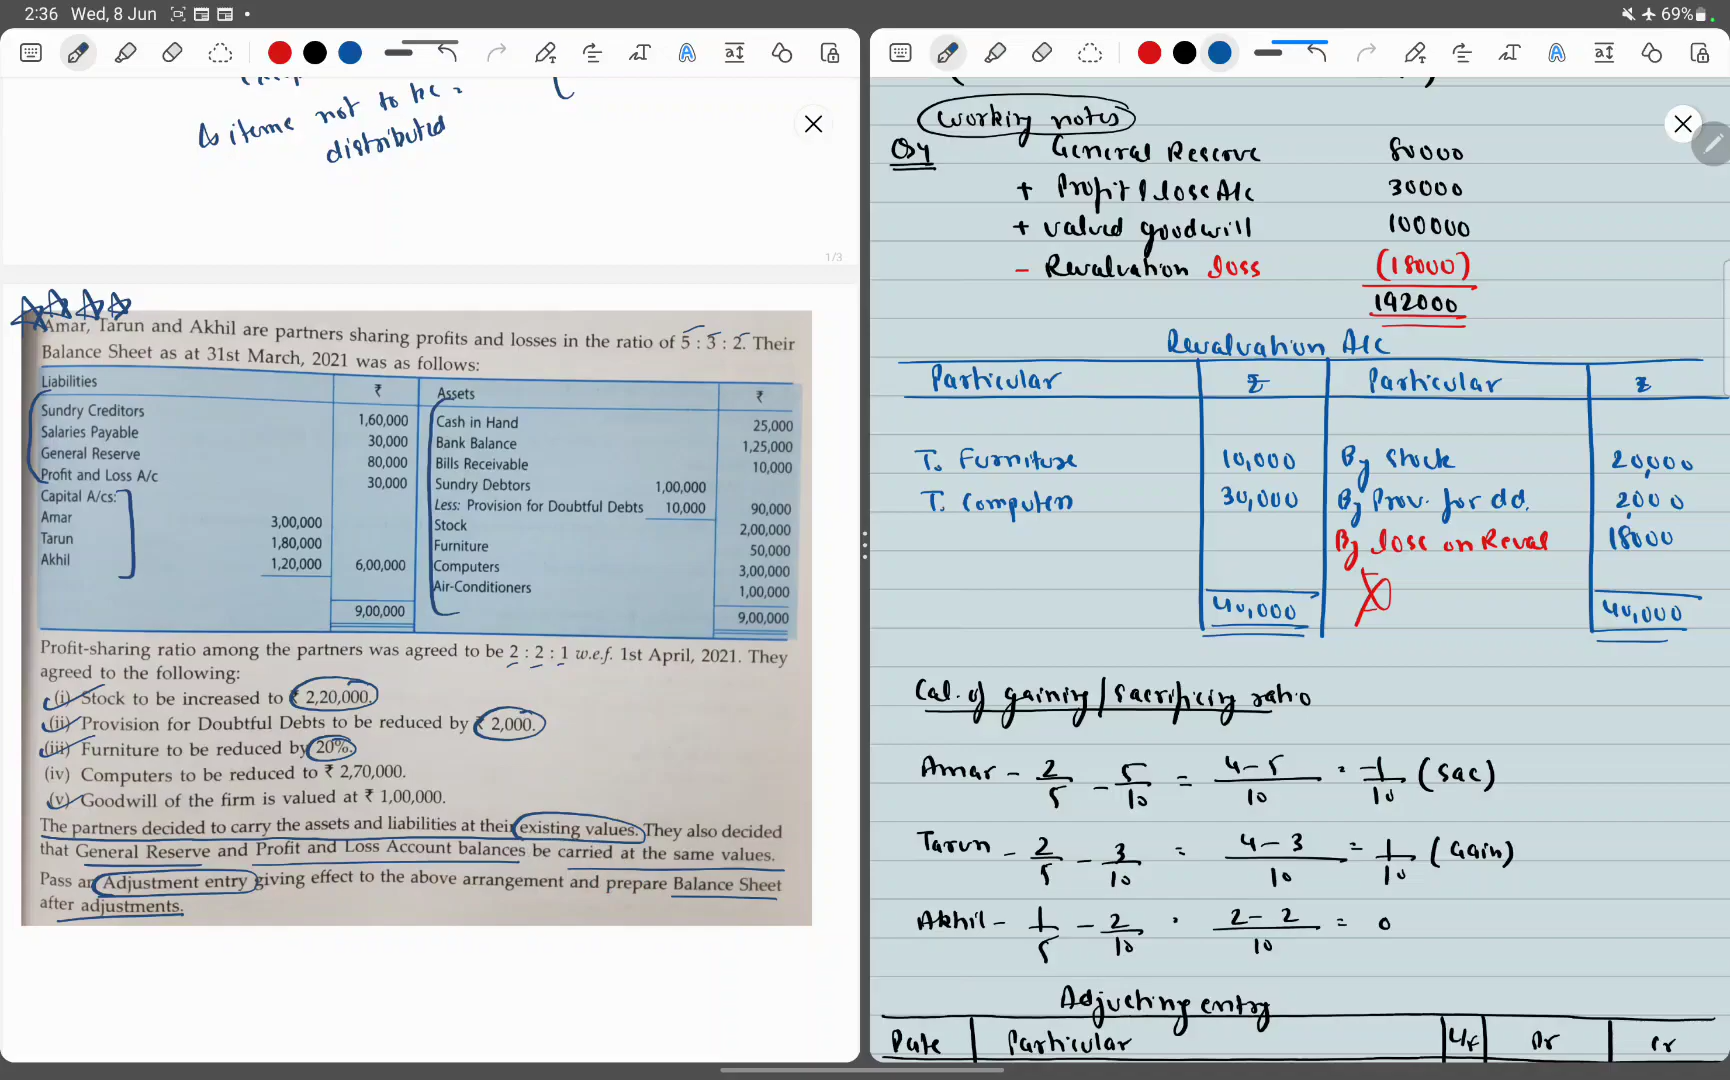 2:36 Wed, 8 Jun
69%
items not to be
distributed
1/3
Amar, Tarun and Akhil are partners sharing profits and losses in the ratio of 5 : 3 : 2. Their
Balance Sheet as at 31st March, 2021 was as follows:
Liabilities ₹ Assets ₹
Sundry Creditors 1,60,000 Cash in Hand 25,000
Salaries Payable 30,000 Bank Balance 1,25,000
General Reserve 80,000 Bills Receivable 10,000
Profit and Loss A/c 30,000 Sundry Debtors 1,00,000
Capital A/cs: Less: Provision for Doubtful Debts 10,000 90,000
Amar 3,00,000 Stock 2,00,000
Tarun 1,80,000 Furniture 50,000
Akhil 1,20,000 6,00,000 Computers 3,00,000
Air-Conditioners 1,00,000
9,00,000 9,00,000
Profit-sharing ratio among the partners was agreed to be 2 : 2 : 1 w.e.f. 1st April, 2021. They
agreed to the following:
(i) Stock to be increased to ₹ 2,20,000.
(ii) Provision for Doubtful Debts to be reduced by ₹ 2,000.
(iii) Furniture to be reduced by 20%.
(iv) Computers to be reduced to ₹ 2,70,000.
(v) Goodwill of the firm is valued at ₹ 1,00,000.
The partners decided to carry the assets and liabilities at their existing values. They also decided
that General Reserve and Profit and Loss Account balances be carried at the same values.
Pass an Adjustment entry giving effect to the above arrangement and prepare Balance Sheet
after adjustments.
Working notes
Q34 General Reserve 80000
+ Profit & loss A/c 30000
+ valued goodwill 100000
- Revaluation loss (18000)
192000
Revaluation A/c
Particular ₹ Particular ₹
To Furniture 10,000 By Stock 20,000
To Computers 30,000 By Prov. for dd. 2000
By loss on Reval 18000
40,000 40,000
Cal. of gaining / Sacrificing ratio
Amar - 2/5 - 5/10 = 4-5/10 = -1/10 (Sac)
Tarun - 2/5 - 3/10 = 4-3/10 = 1/10 (Gain)
Akhil - 1/5 - 2/10 = 2-2/10 = 0
Adjusting entry
Date Particular L/f Dr Cr